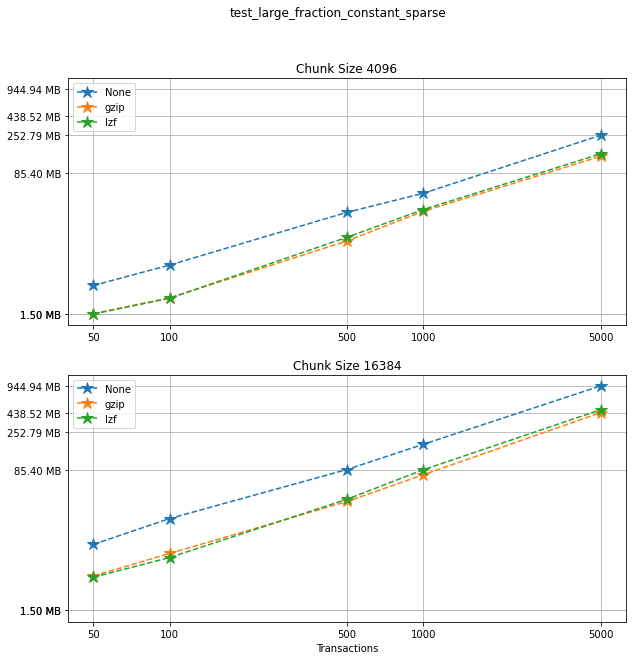 test_large_fraction_constant_sparse
Chunk Size 4096
944.94 MB
438.52 MB
252.79 MB
85.40 MB
1.50 MB
None
gzip
lzf
50
100
500
1000
5000
Chunk Size 16384
944.94 MB
438.52 MB
252.79 MB
85.40 MB
1.50 MB
None
gzip
lzf
50
100
500
1000
5000
Transactions